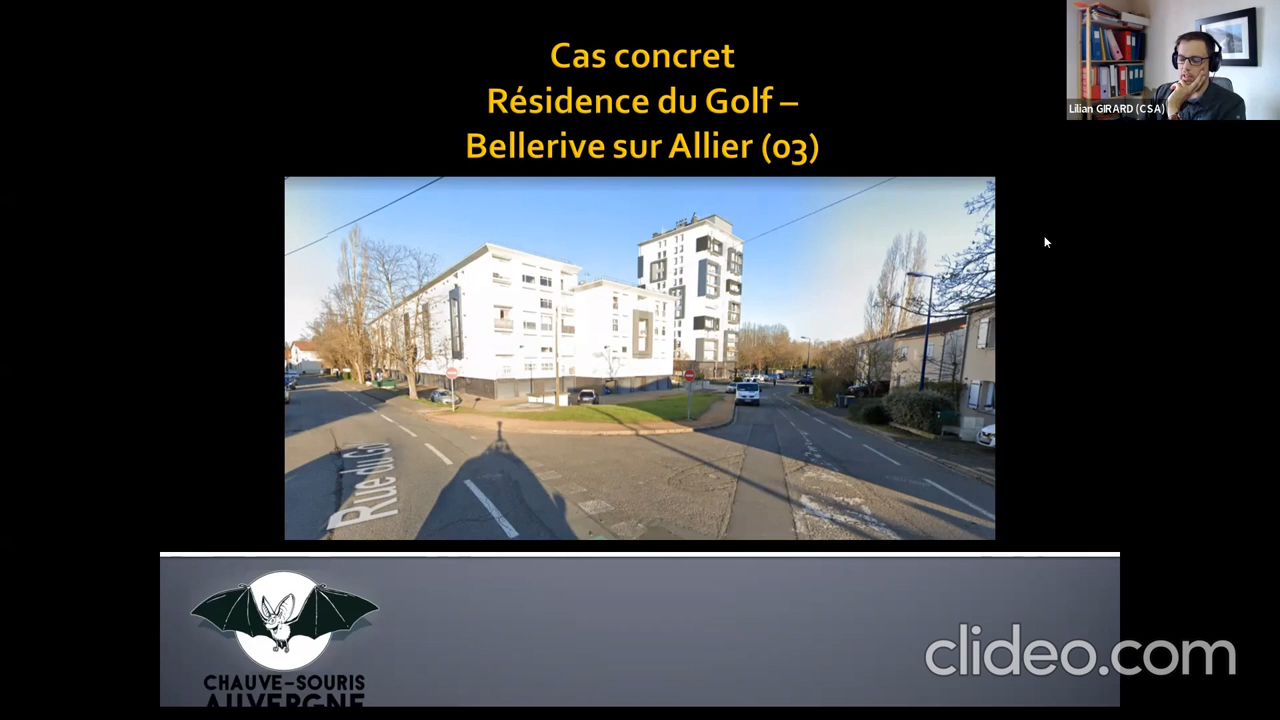 Cas concret
Résidence du Golf –
Bellerive sur Allier (03)
Lilian GIRARD (CSA)
Rue du Gol
CHAUVE-SOURIS
AUVERGNE
clideo.com